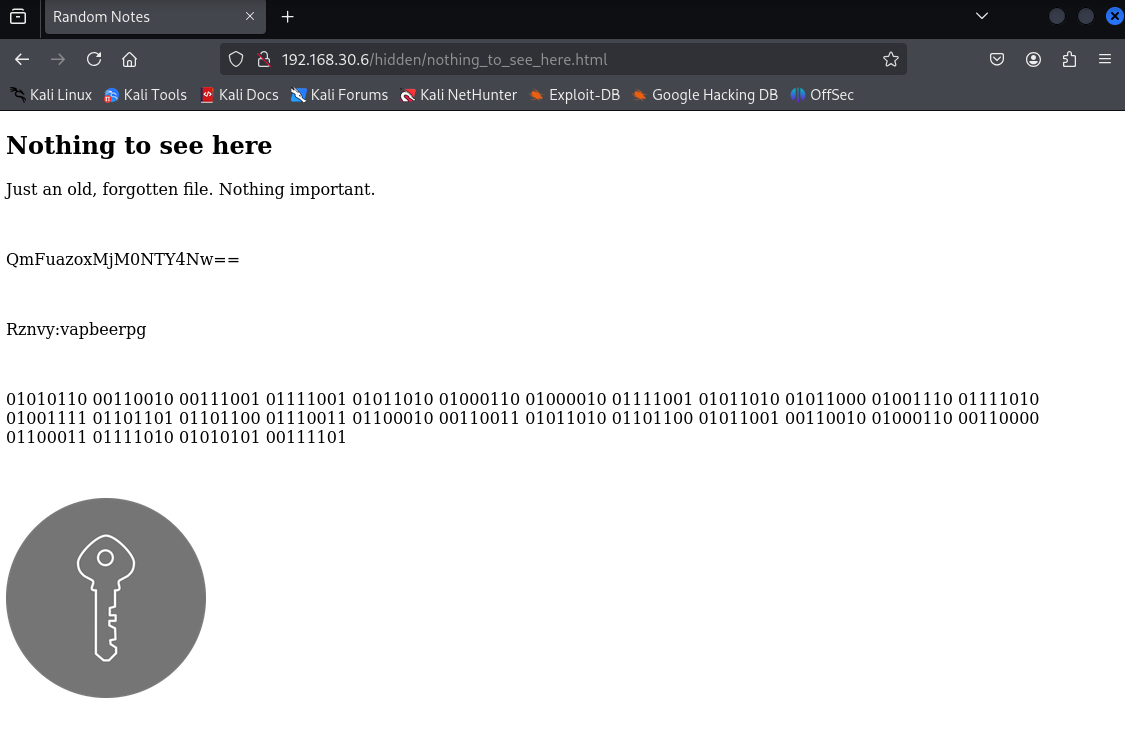 Random Notes
192.168.30.6/hidden/nothing_to_see_here.html
Kali Linux Kali Tools Kali Docs Kali Forums Kali NetHunter Exploit-DB Google Hacking DB OffSec
Nothing to see here
Just an old, forgotten file. Nothing important.
QmFuazoxMjM0NTY4Nw==
Rznvy:vapbeerpg
01010110 00110010 00111001 01111001 01011010 01000110 01000010 01111001 01011010 01011000 01001110 01111010
01001111 01101101 01101100 01110011 01100010 00110011 01011010 01101100 01011001 00110010 01000110 00110000
01100011 01111010 01010101 00111101